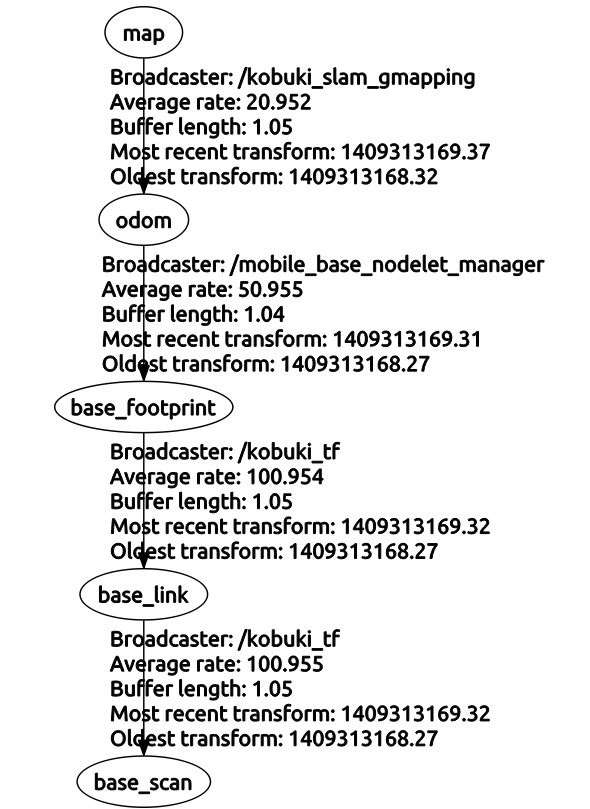 map
Broadcaster: /kobuki_slam_gmapping
Average rate: 20.952
Buffer length: 1.05
Most recent transform: 1409313169.37
Oldest transform: 1409313168.32
odom
Broadcaster: /mobile_base_nodelet_manager
Average rate: 50.955
Buffer length: 1.04
Most recent transform: 1409313169.31
Oldest transform: 1409313168.27
base_footprint
Broadcaster: /kobuki_tf
Average rate: 100.954
Buffer length: 1.05
Most recent transform: 1409313169.32
Oldest transform: 1409313168.27
base_link
Broadcaster: /kobuki_tf
Average rate: 100.955
Buffer length: 1.05
Most recent transform: 1409313169.32
Oldest transform: 1409313168.27
base_scan